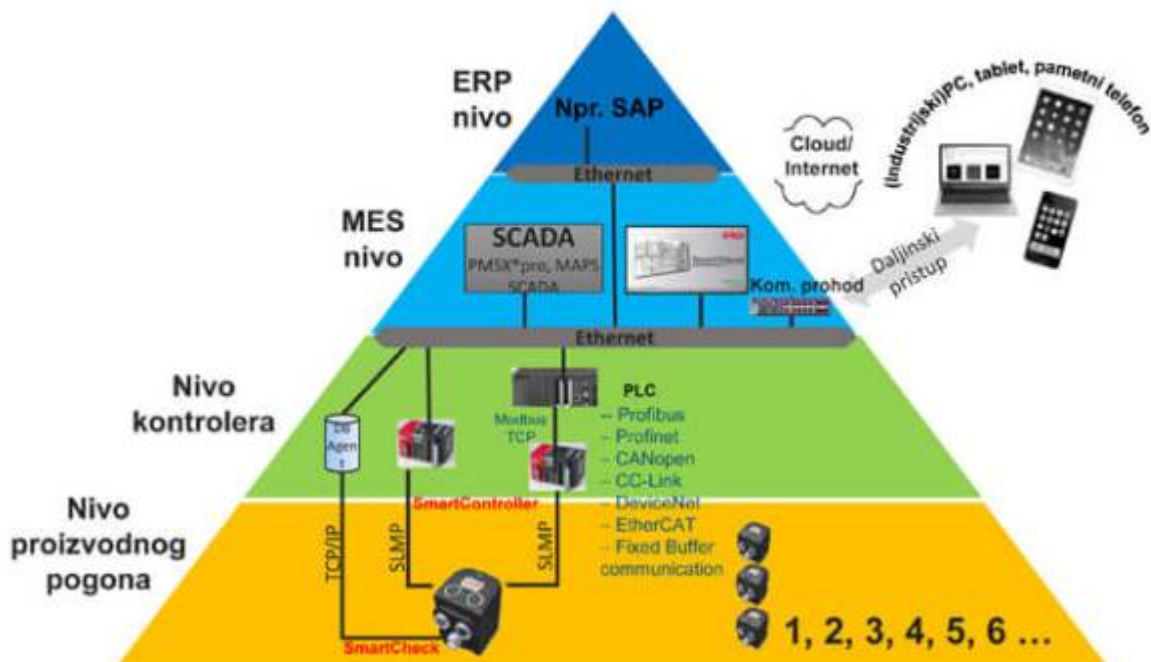 ERP
nivo
Npr. SAP
Ethernet
Cloud/
Internet
(Industrijski)PC, tablet, pametni telefon
MES
nivo
SCADA
PMSX*pro, MAPS
SCADA
Kom. prohod
Daljinski
pristup
Ethernet
Nivo
kontrolera
DB
Agen
t
Modbus
TCP
PLC
– Profibus
– Profinet
– CANopen
– CC-Link
– DeviceNet
– EtherCAT
– Fixed Buffer
communication
SmartController
Nivo
proizvodnog
pogona
TCP/IP
SLMP
SLMP
SmartCheck
1, 2, 3, 4, 5, 6 ...